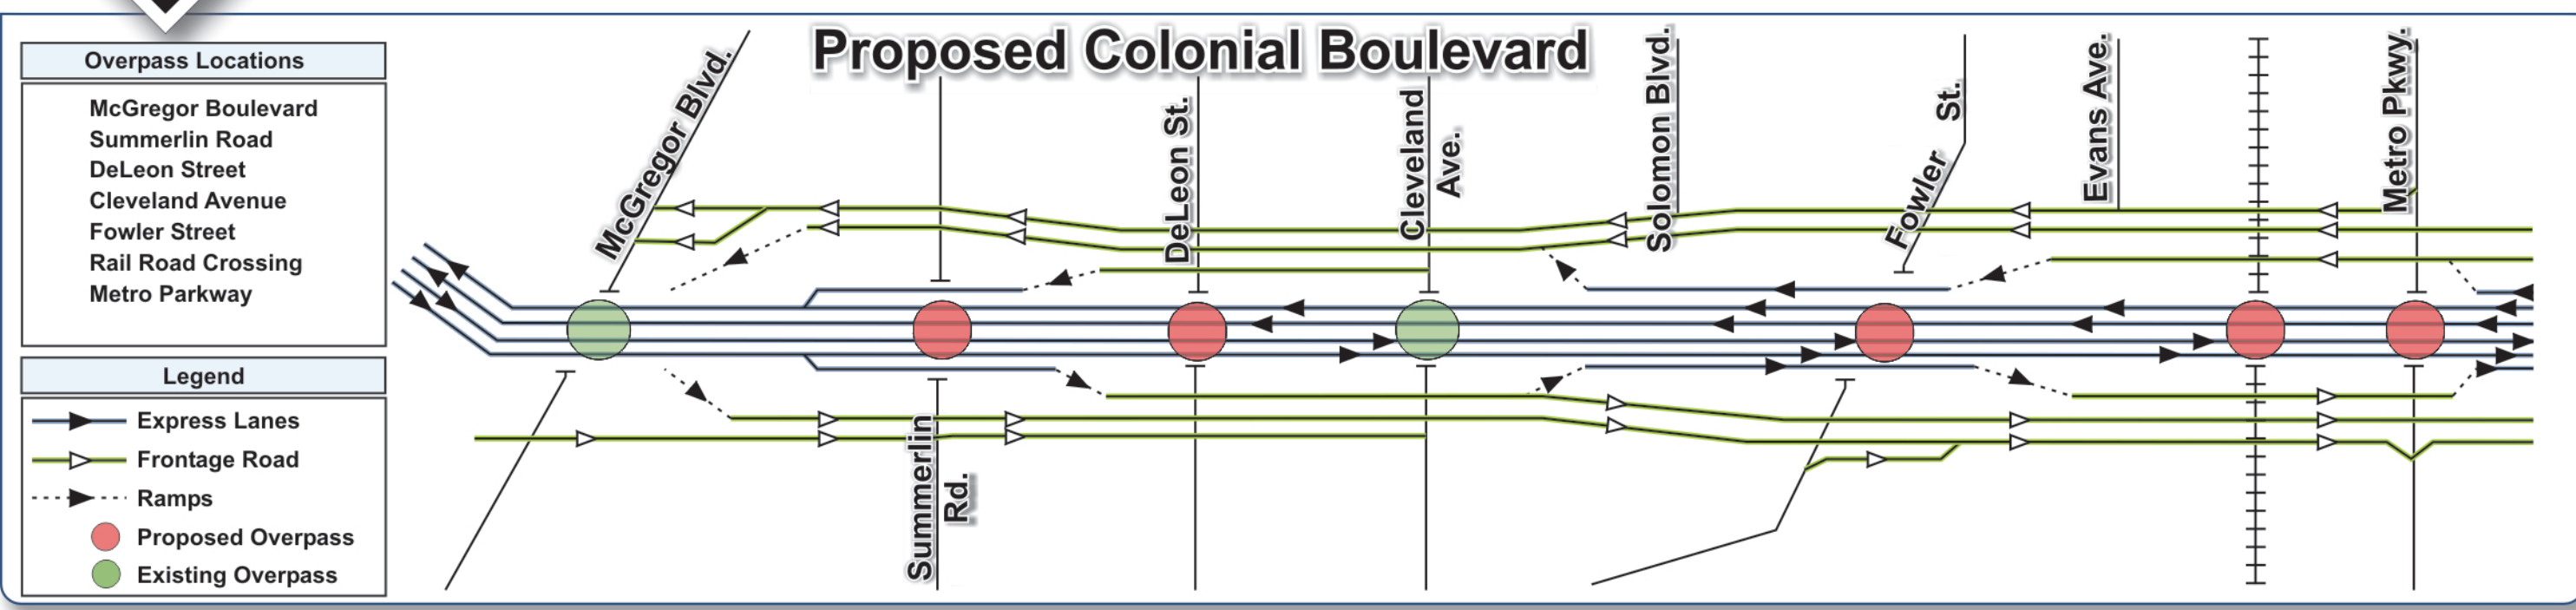 Proposed Colonial Boulevard
Overpass Locations
McGregor Boulevard
Summerlin Road
DeLeon Street
Cleveland Avenue
Fowler Street
Rail Road Crossing
Metro Parkway
Legend
Express Lanes
Frontage Road
Ramps
Proposed Overpass
Existing Overpass
McGregor Blvd.
Summerlin
Rd.
DeLeon St.
Cleveland
Ave.
Solomon Blvd.
Fowler
St.
Evans Ave.
Metro Pkwy.